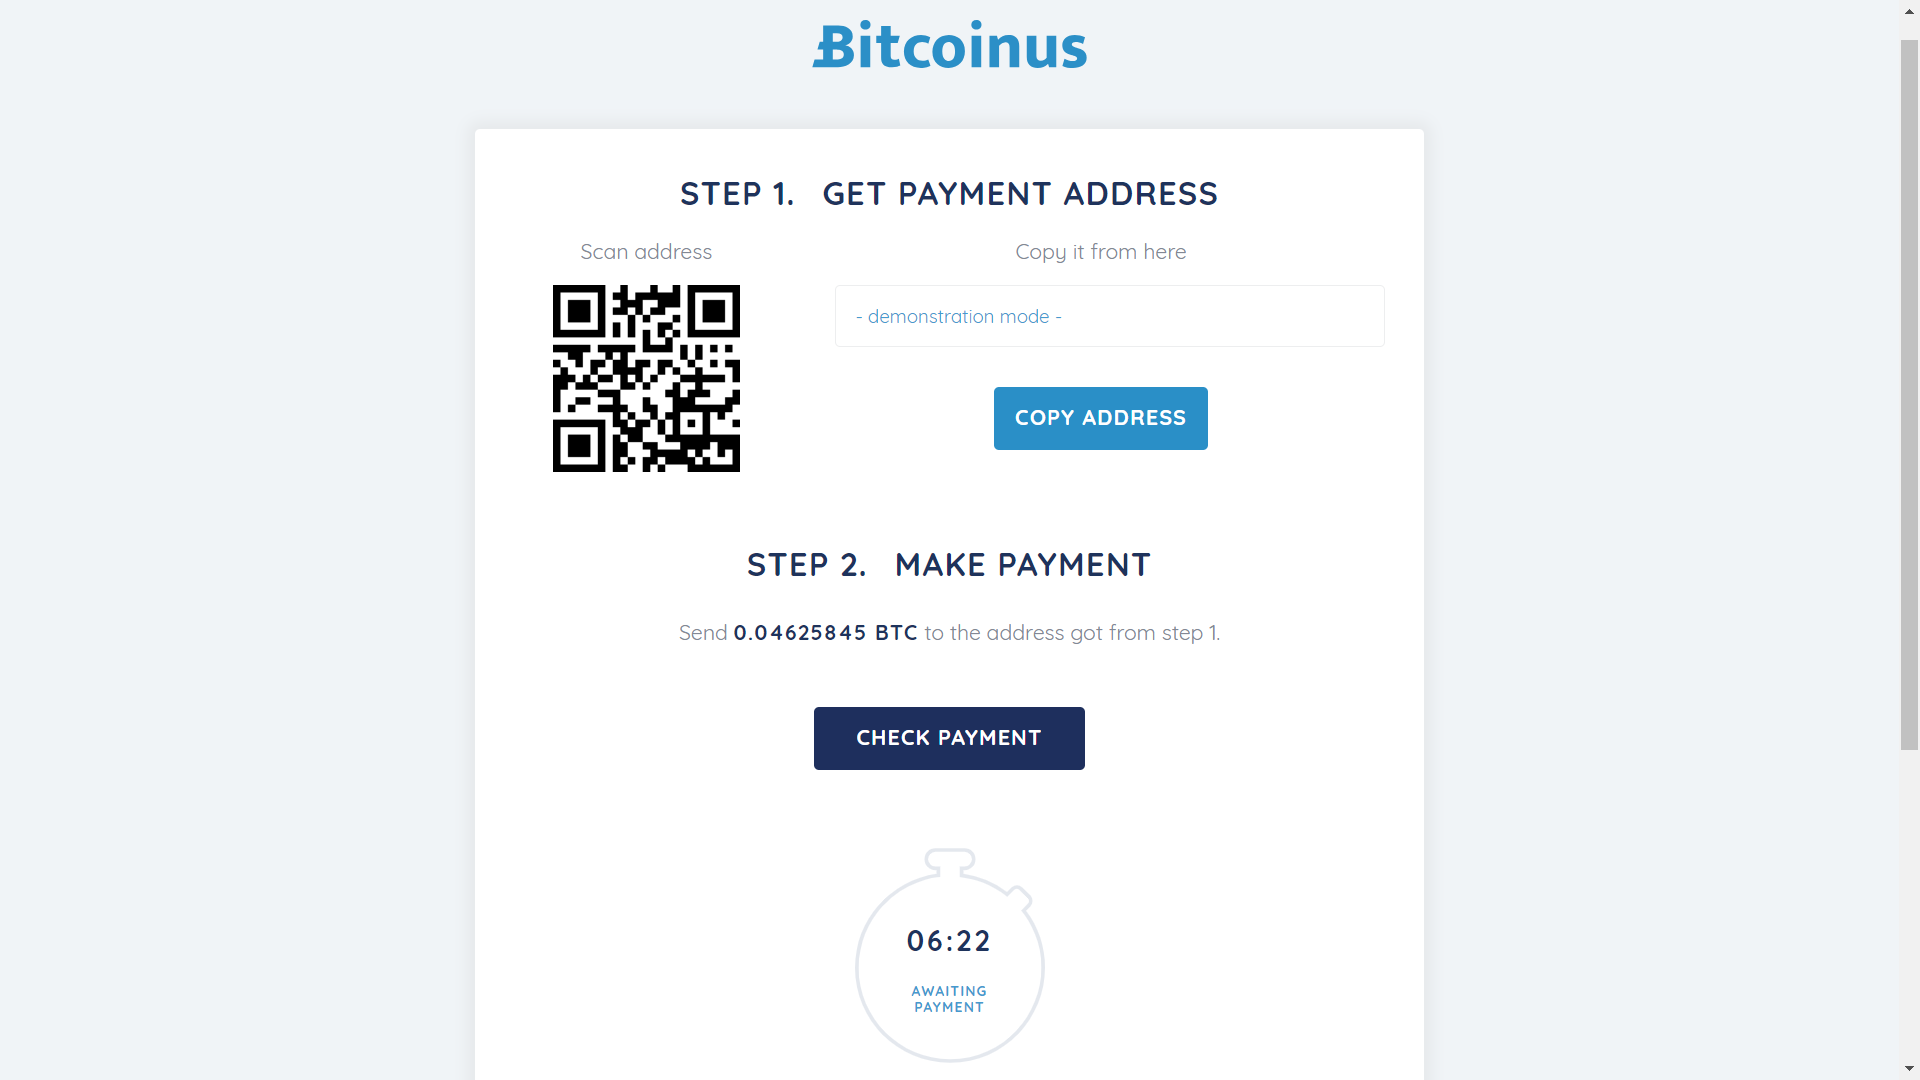 Bitcoinus
STEP 1. GET PAYMENT ADDRESS
Scan address
Copy it from here
- demonstration mode -
COPY ADDRESS
STEP 2. MAKE PAYMENT
Send 0.04625845 BTC to the address got from step 1.
CHECK PAYMENT
06:22
AWAITING
PAYMENT